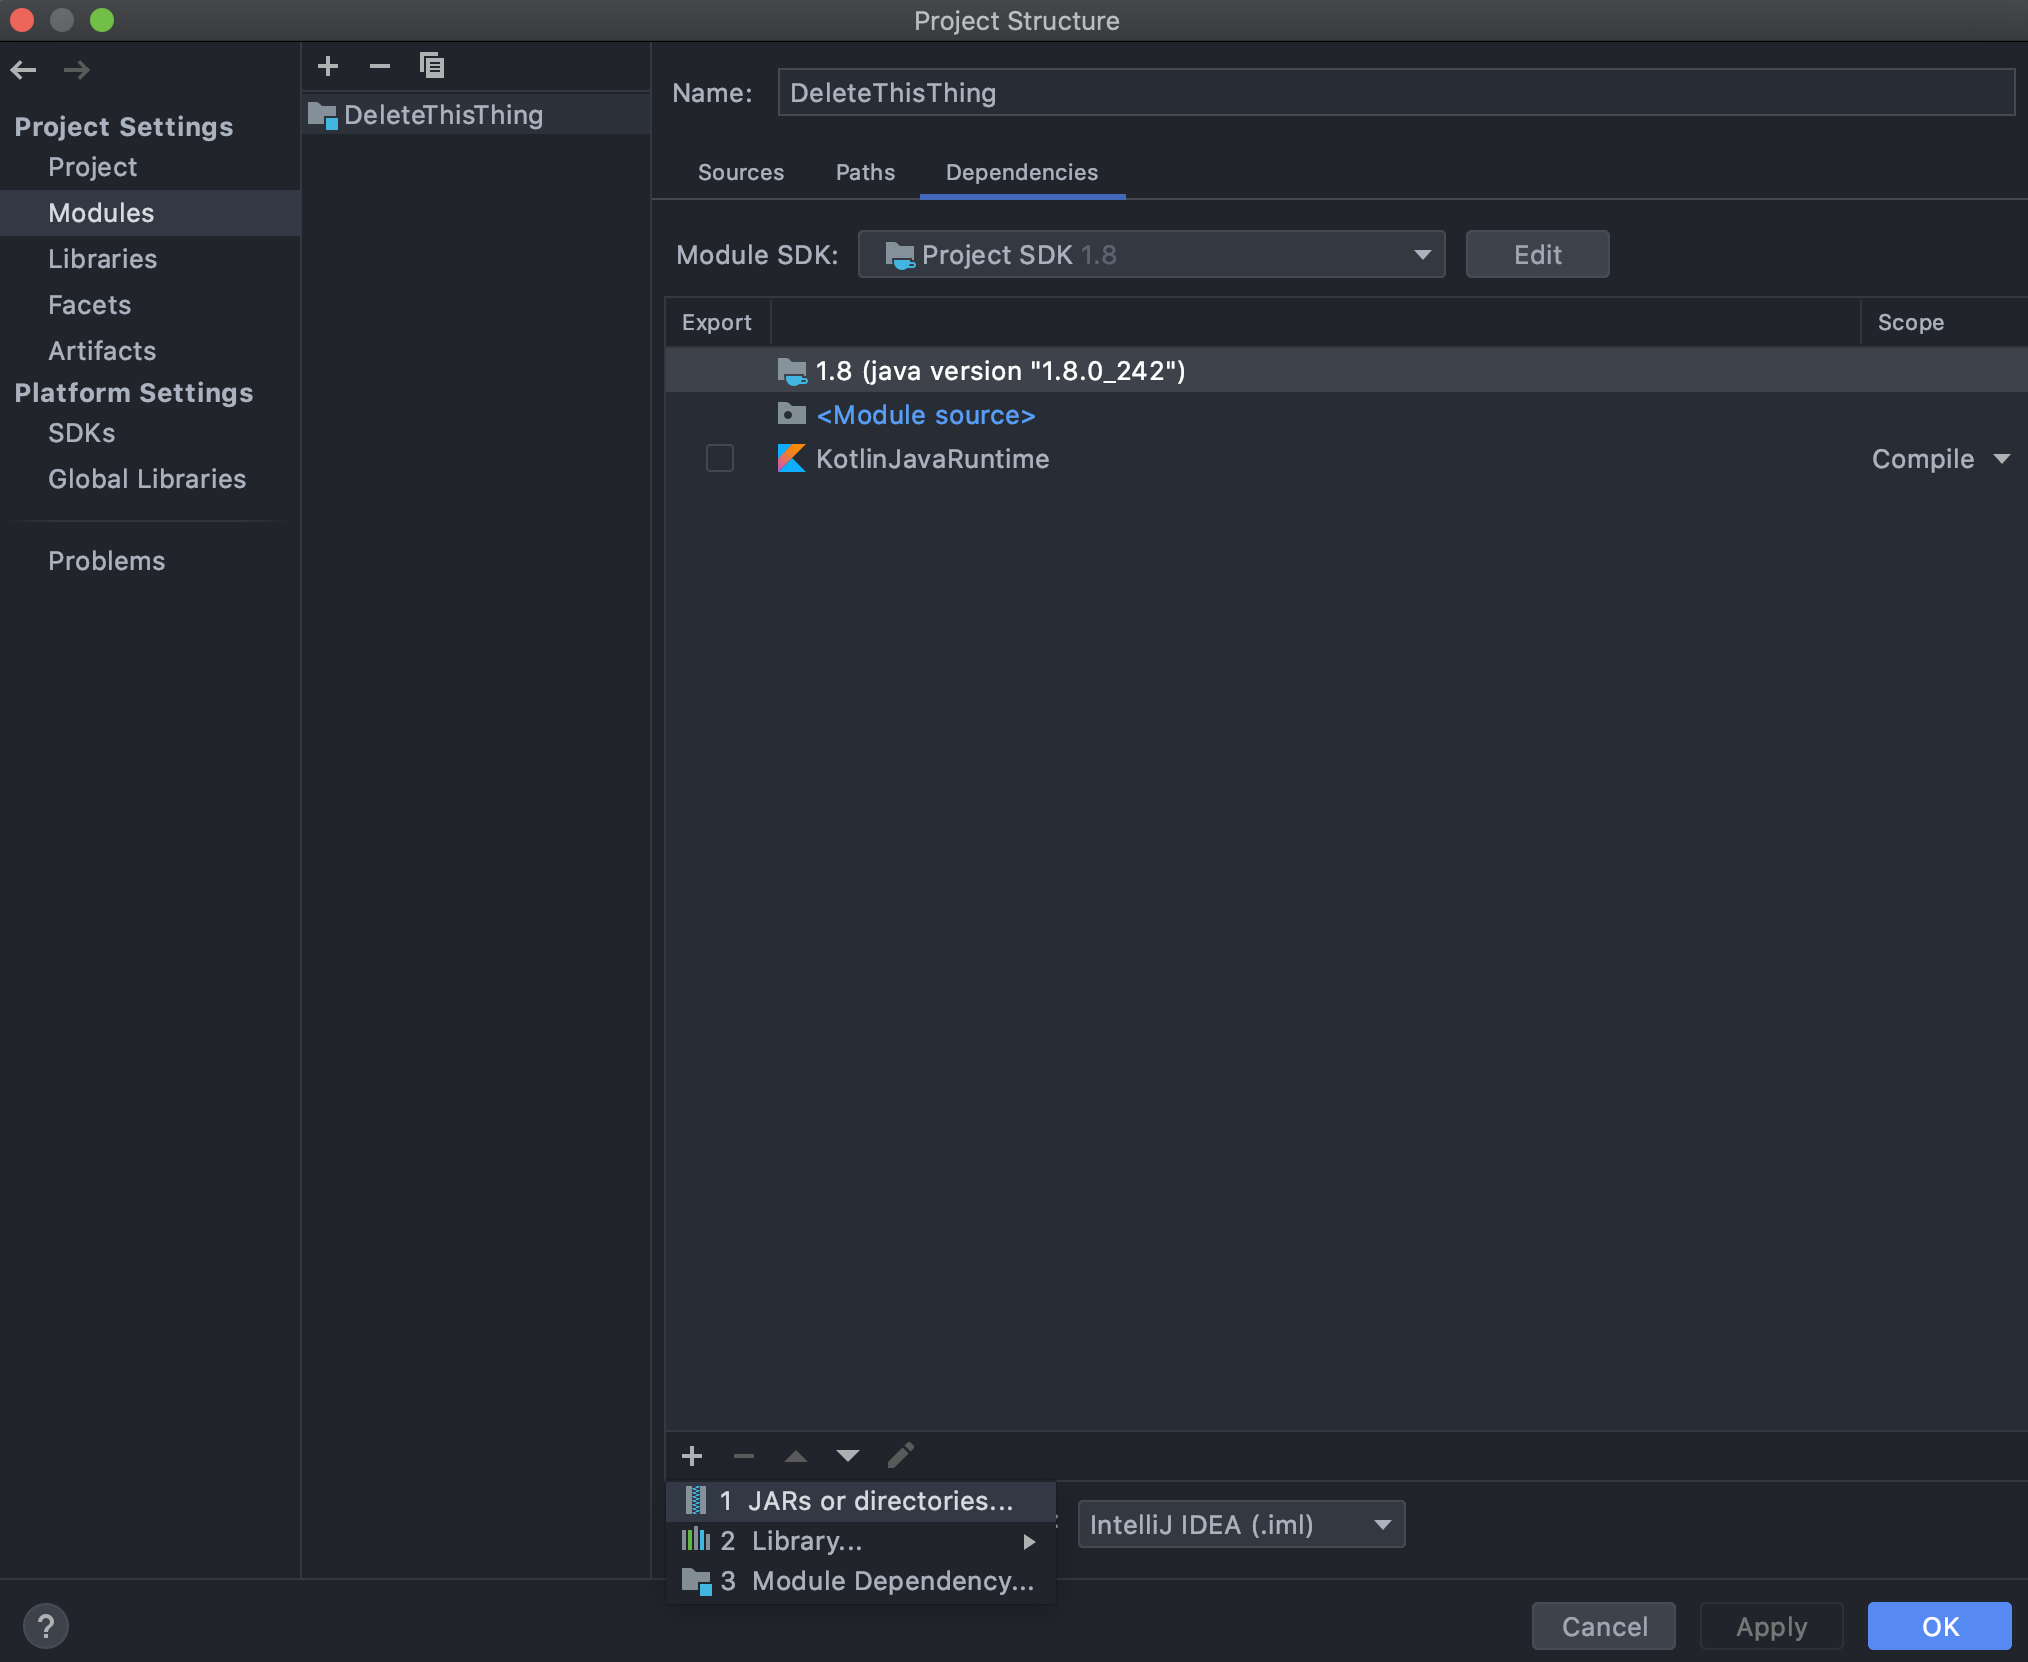 Project Structure
Project Settings
Project
Modules
Libraries
Facets
Artifacts
Platform Settings
SDKs
Global Libraries
Problems
DeleteThisThing
Name: DeleteThisThing
Sources Paths Dependencies
Module SDK: Project SDK 1.8 Edit
Export Scope
1.8 (java version "1.8.0_242")
<Module source>
KotlinJavaRuntime Compile
1 JARs or directories...
2 Library...
3 Module Dependency...
: IntelliJ IDEA (.iml)
? Cancel Apply OK